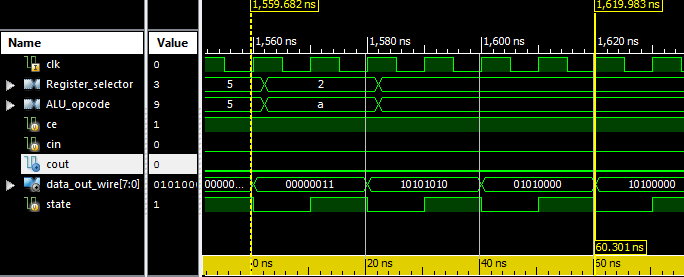 1,559.682 ns
1,619.983 ns
Name Value
1,560 ns 1,580 ns 1,600 ns 1,620 ns
clk 0
Register_selector 3 5 2
ALU_opcode 9 5 a
ce 1
cin 0
cout 0
data_out_wire[7:0] 0101000 00000... 00000011 10101010 01010000 10100000
state 1
60.301 ns
0 ns 20 ns 40 ns 60 ns